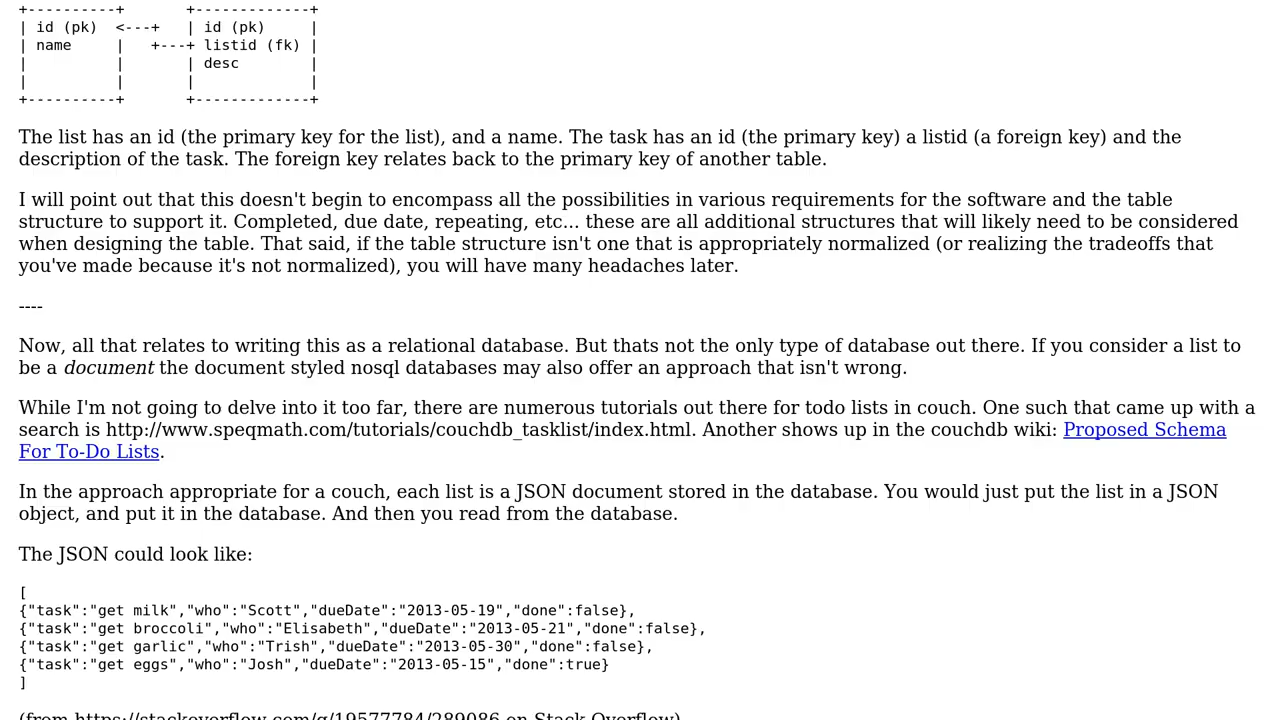 +----------+       +-------------+
| id (pk)  <---+   | id (pk)     |
| name     |   +---+ listid (fk) |
|          |       | desc        |
|          |       |             |
+----------+       +-------------+
The list has an id (the primary key for the list), and a name. The task has an id (the primary key) a listid (a foreign key) and the
description of the task. The foreign key relates back to the primary key of another table.
I will point out that this doesn't begin to encompass all the possibilities in various requirements for the software and the table
structure to support it. Completed, due date, repeating, etc... these are all additional structures that will likely need to be considered
when designing the table. That said, if the table structure isn't one that is appropriately normalized (or realizing the tradeoffs that
you've made because it's not normalized), you will have many headaches later.
----
Now, all that relates to writing this as a relational database. But thats not the only type of database out there. If you consider a list to
be a document the document styled nosql databases may also offer an approach that isn't wrong.
While I'm not going to delve into it too far, there are numerous tutorials out there for todo lists in couch. One such that came up with a
search is http://www.speqmath.com/tutorials/couchdb_tasklist/index.html. Another shows up in the couchdb wiki: Proposed Schema
For To-Do Lists.
In the approach appropriate for a couch, each list is a JSON document stored in the database. You would just put the list in a JSON
object, and put it in the database. And then you read from the database.
The JSON could look like:
[
{"task":"get milk","who":"Scott","dueDate":"2013-05-19","done":false},
{"task":"get broccoli","who":"Elisabeth","dueDate":"2013-05-21","done":false},
{"task":"get garlic","who":"Trish","dueDate":"2013-05-30","done":false},
{"task":"get eggs","who":"Josh","dueDate":"2013-05-15","done":true}
]
(from https://stackoverflow.com/q/19577784/289086 on Stack Overflow)